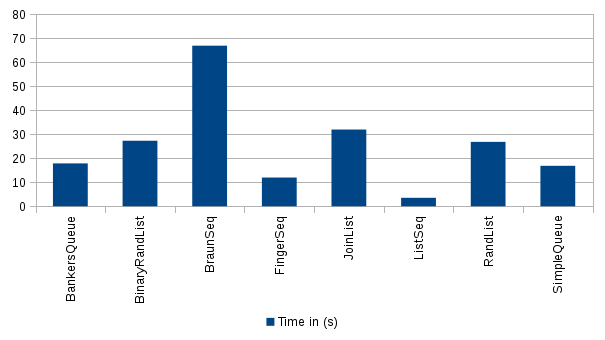 80
70
60
50
40
30
20
10
0
BankersQueue
BinaryRandList
BraunSeq
FingerSeq
JoinList
ListSeq
RandList
SimpleQueue
Time in (s)